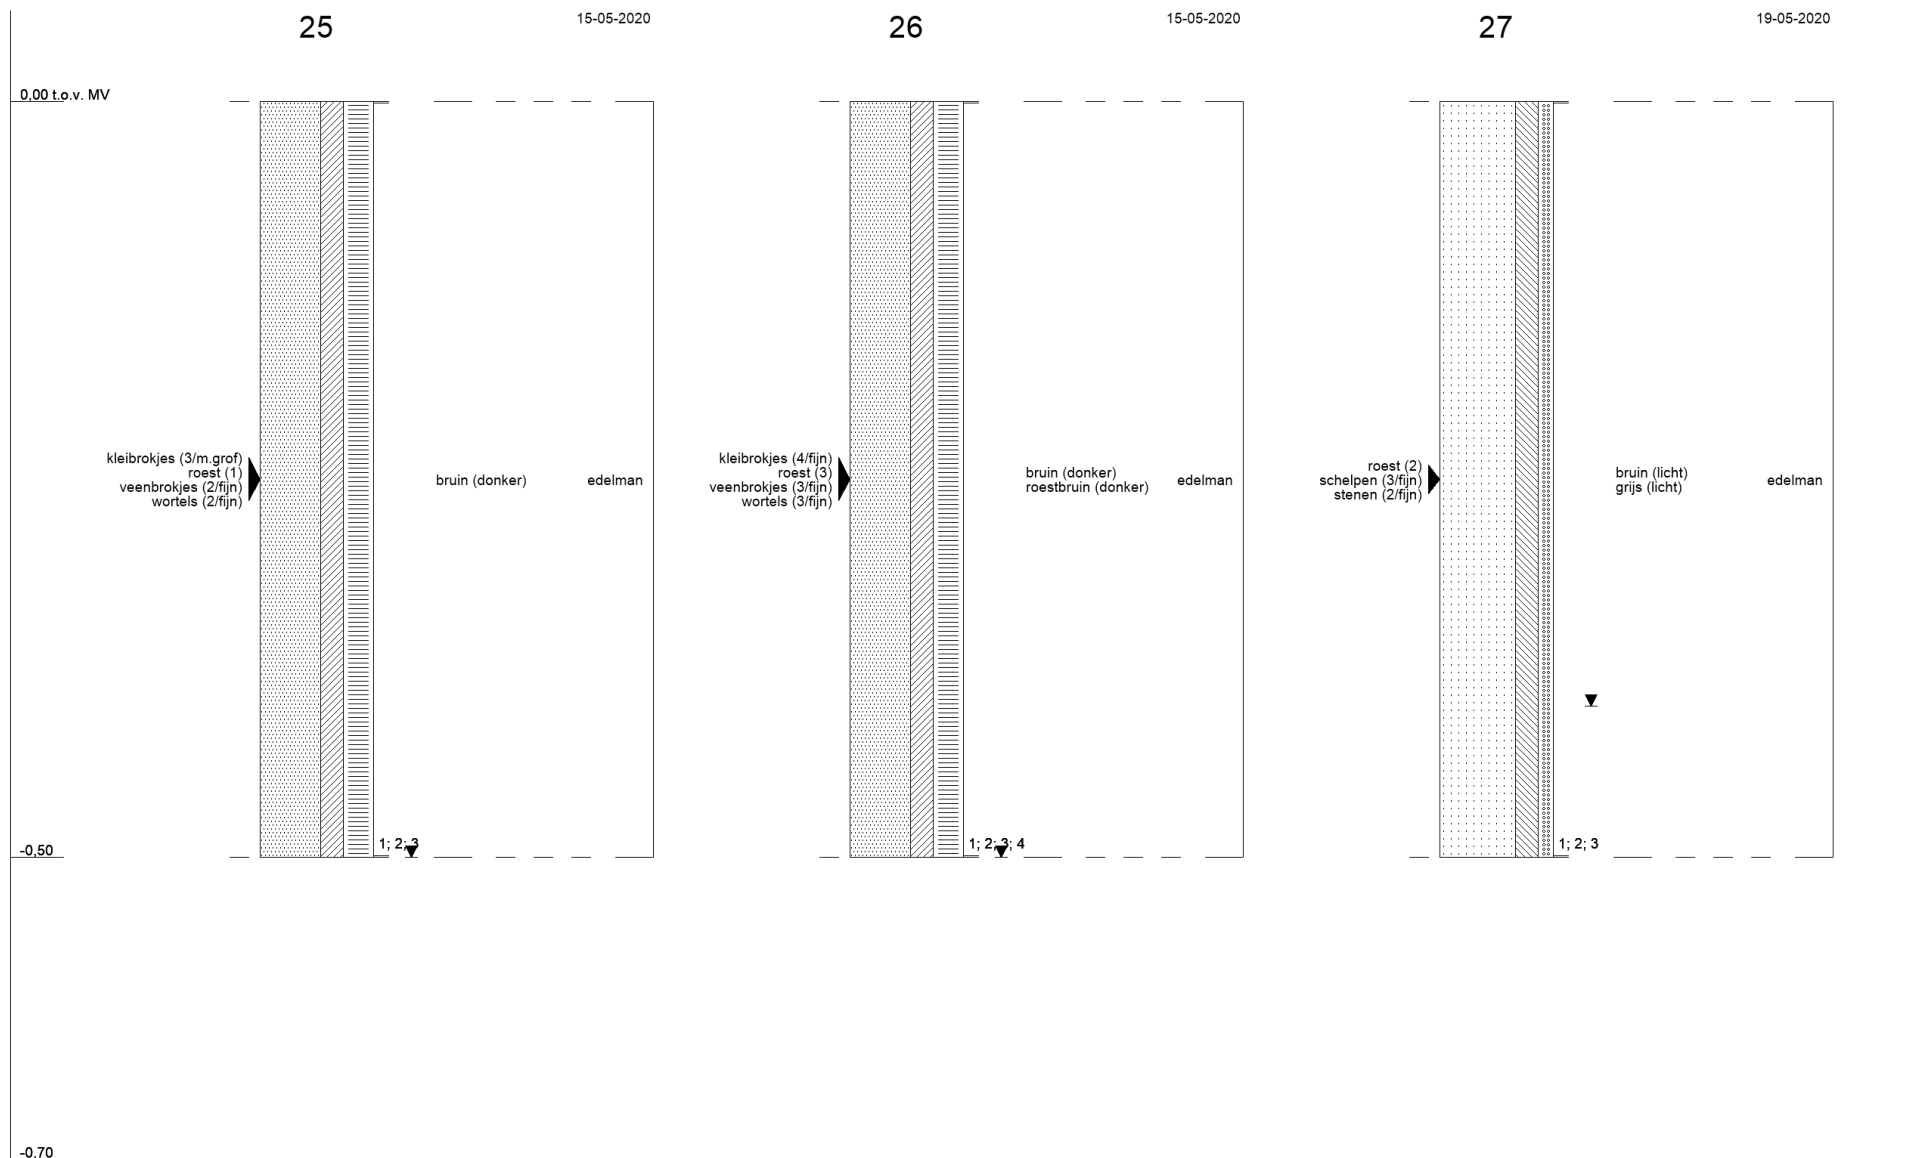 25
15-05-2020
26
15-05-2020
27
19-05-2020
0,00 t.o.v. MV
kleibrokjes (3/m.grof)
roest (1)
veenbrokjes (2/fijn)
wortels (2/fijn)
bruin (donker)
edelman
1; 2; 3
kleibrokjes (4/fijn)
roest (3)
veenbrokjes (3/fijn)
wortels (3/fijn)
bruin (donker)
roestbruin (donker)
edelman
1; 2; 3; 4
roest (2)
schelpen (3/fijn)
stenen (2/fijn)
bruin (licht)
grijs (licht)
edelman
1; 2; 3
-0,50
-0,70